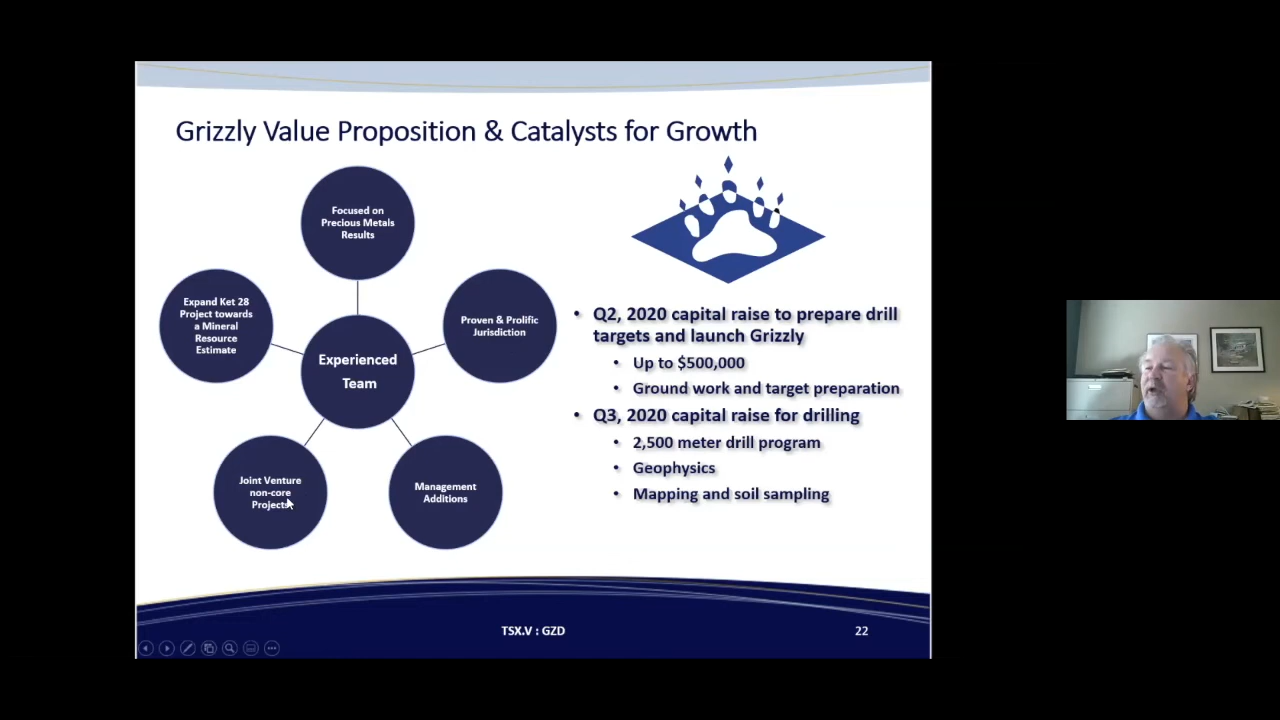 Grizzly Value Proposition & Catalysts for Growth
Focused on
Precious Metals
Results
Expand Ket 28
Project towards
a Mineral
Resource
Estimate
Proven & Prolific
Jurisdiction
Experienced
Team
Joint Venture
non-core
Projects
Management
Additions
• Q2, 2020 capital raise to prepare drill
targets and launch Grizzly
• Up to $500,000
• Ground work and target preparation
• Q3, 2020 capital raise for drilling
• 2,500 meter drill program
• Geophysics
• Mapping and soil sampling
TSX.V : GZD
22